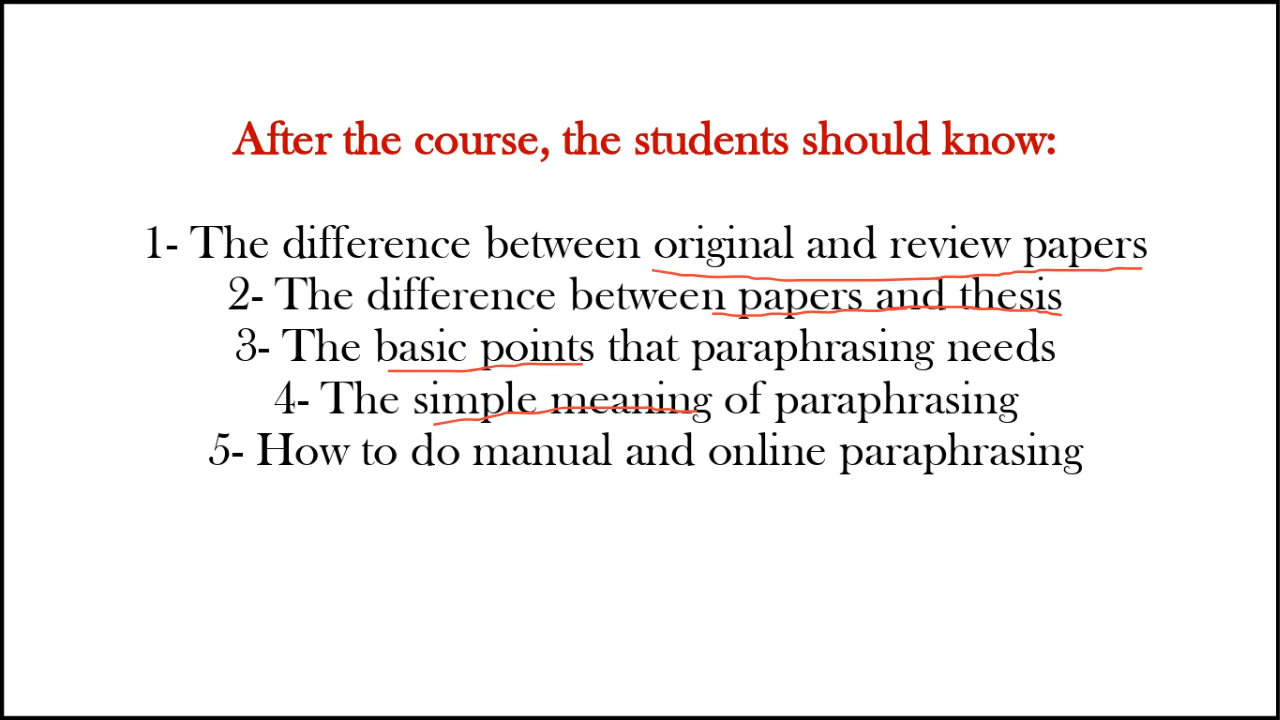 After the course, the students should know:
1- The difference between original and review papers
2- The difference between papers and thesis
3- The basic points that paraphrasing needs
4- The simple meaning of paraphrasing
5- How to do manual and online paraphrasing